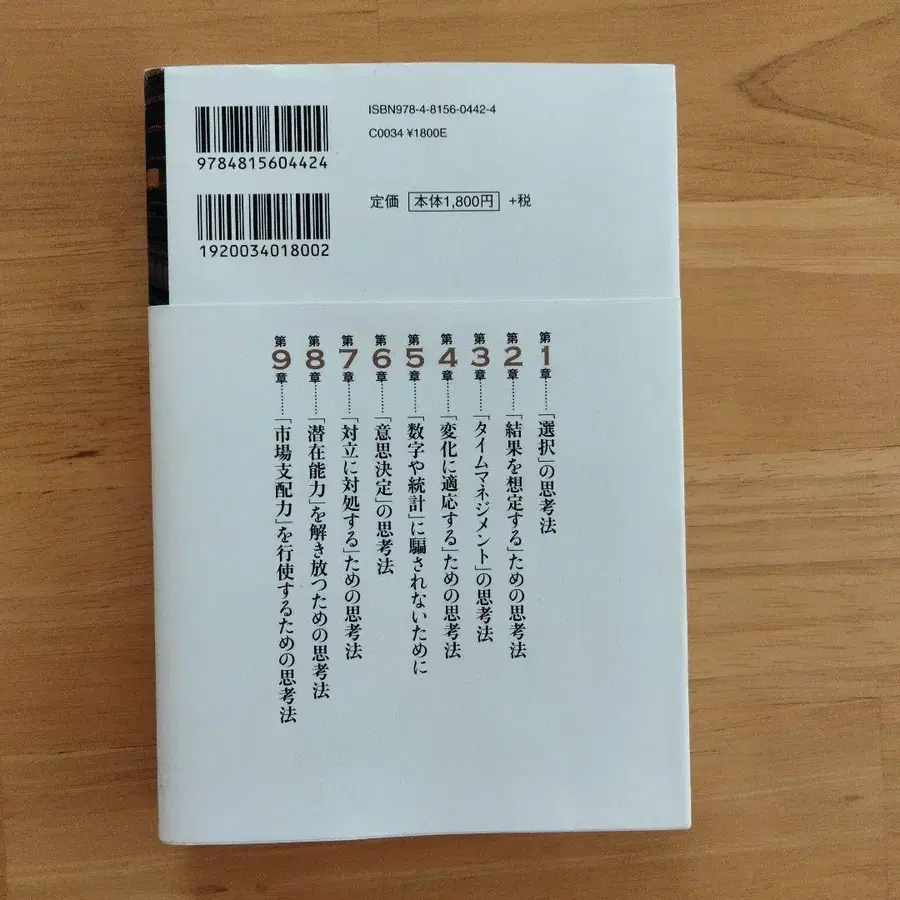 ISBN978-4-8156-0442-4
C0034 ¥1800E
9784815604424
定価 本体1,800円 +税
1920034018002
第1章………「選択」の思考法
第2章………「結果を想定する」ための思考法
第3章………「タイムマネジメント」の思考法
第4章………「変化に適応する」ための思考法
第5章………「数字や統計」に騙されないために
第6章………「意思決定」の思考法
第7章………「対立に対処する」ための思考法
第8章………「潜在能力」を解き放つための思考法
第9章………「市場支配力」を行使するための思考法